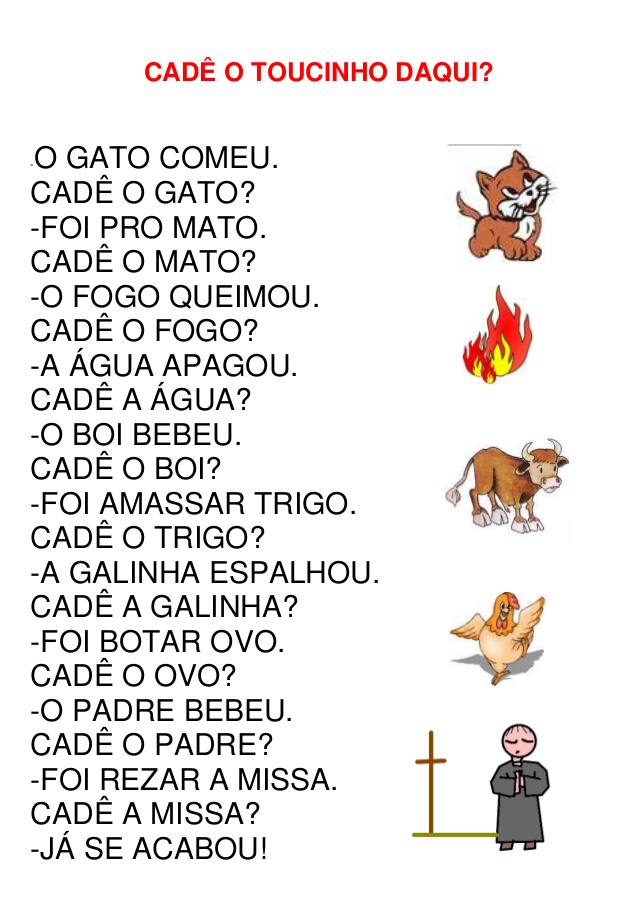 CADÊ O TOUCINHO DAQUI?
-O GATO COMEU.
CADÊ O GATO?
-FOI PRO MATO.
CADÊ O MATO?
-O FOGO QUEIMOU.
CADÊ O FOGO?
-A ÁGUA APAGOU.
CADÊ A ÁGUA?
-O BOI BEBEU.
CADÊ O BOI?
-FOI AMASSAR TRIGO.
CADÊ O TRIGO?
-A GALINHA ESPALHOU.
CADÊ A GALINHA?
-FOI BOTAR OVO.
CADÊ O OVO?
-O PADRE BEBEU.
CADÊ O PADRE?
-FOI REZAR A MISSA.
CADÊ A MISSA?
-JÁ SE ACABOU!